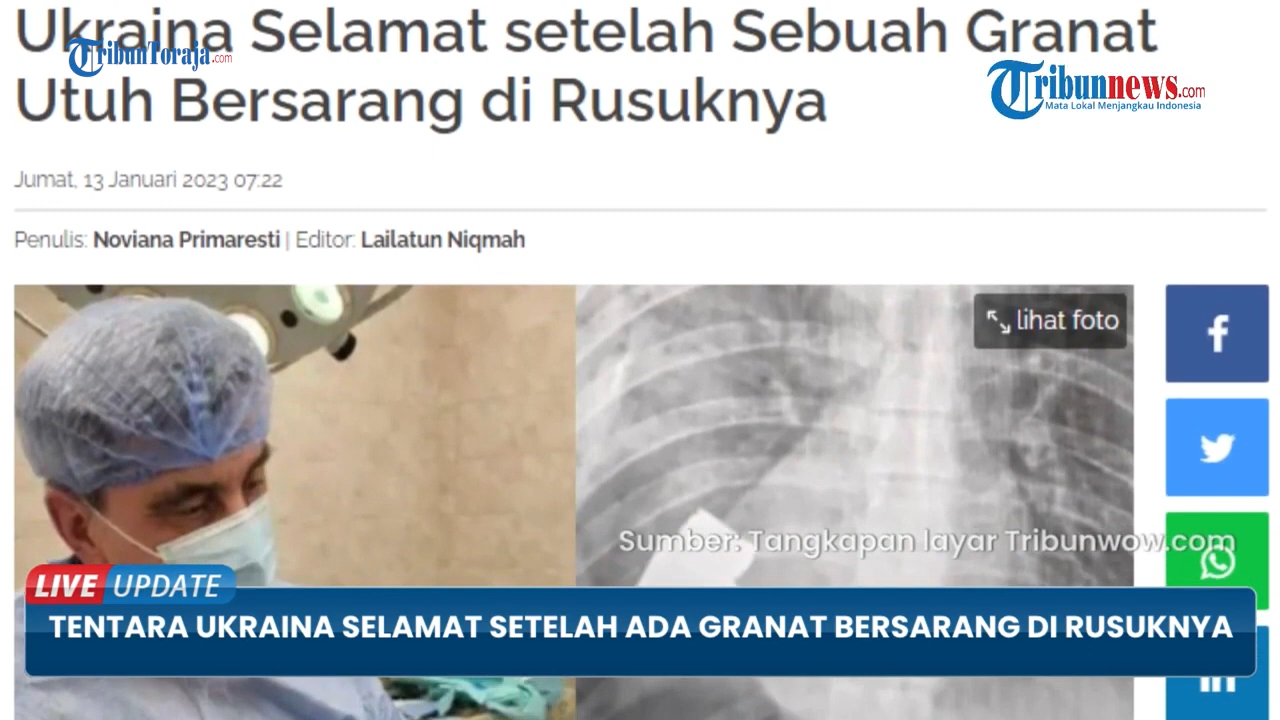 Ukraina Selamat setelah Sebuah Granat
TribunToraja.com
Utuh Bersarang di Rusuknya
Tribunnews.com
Mata Lokal Menjangkau Indonesia
Jumat, 13 Januari 2023 07:22
Penulis: Noviana Primaresti | Editor: Lailatun Niqmah
lihat foto
f
Sumber: Tangkapan layar Tribunwow.com
LIVE UPDATE
TENTARA UKRAINA SELAMAT SETELAH ADA GRANAT BERSARANG DI RUSUKNYA
in